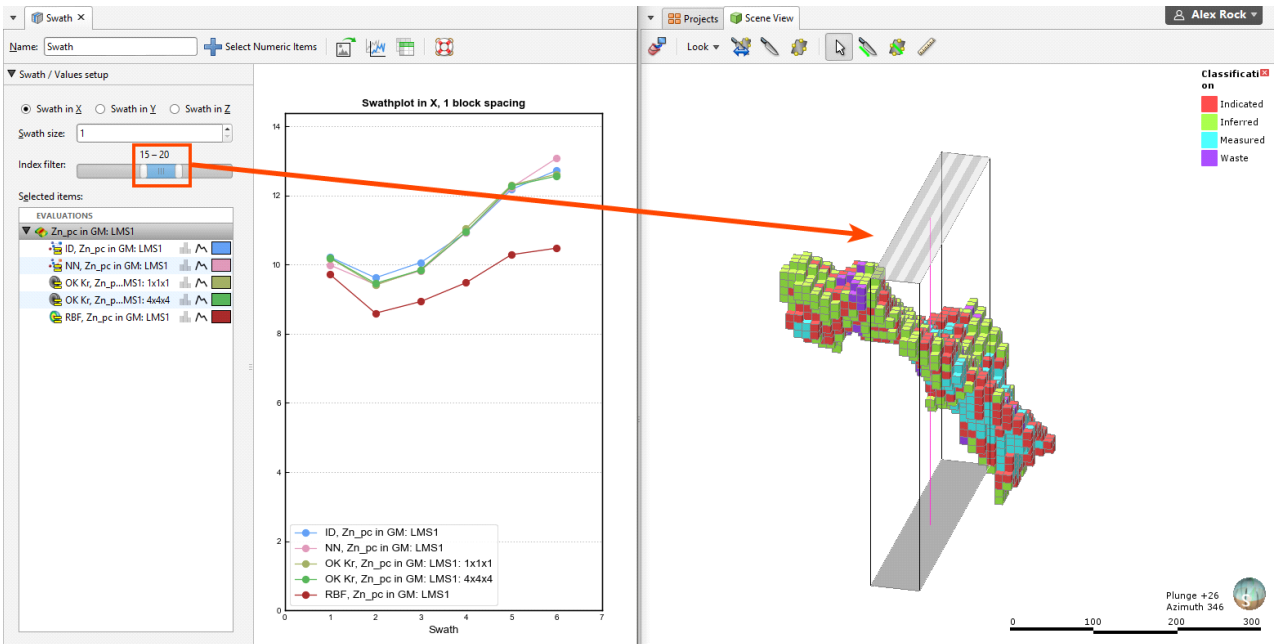 Swath ×
Name: Swath
Select Numeric Items
Swath / Values setup
Swath in X
Swath in Y
Swath in Z
Swath size: 1
15 – 20
Index filter:
Selected items:
EVALUATIONS
Zn_pc in GM: LMS1
ID, Zn_pc in GM: LMS1
NN, Zn_pc in GM: LMS1
OK Kr, Zn_p...MS1: 1x1x1
OK Kr, Zn_p...MS1: 4x4x4
RBF, Zn_pc in GM: LMS1
Swathplot in X, 1 block spacing
14
12
10
8
6
4
2
0
0 1 2 3 4 5 6 7
Swath
ID, Zn_pc in GM: LMS1
NN, Zn_pc in GM: LMS1
OK Kr, Zn_pc in GM: LMS1: 1x1x1
OK Kr, Zn_pc in GM: LMS1: 4x4x4
RBF, Zn_pc in GM: LMS1
Projects
Scene View
Alex Rock
Look
Classificati
on
Indicated
Inferred
Measured
Waste
Plunge +26
Azimuth 346
0 100 200 300